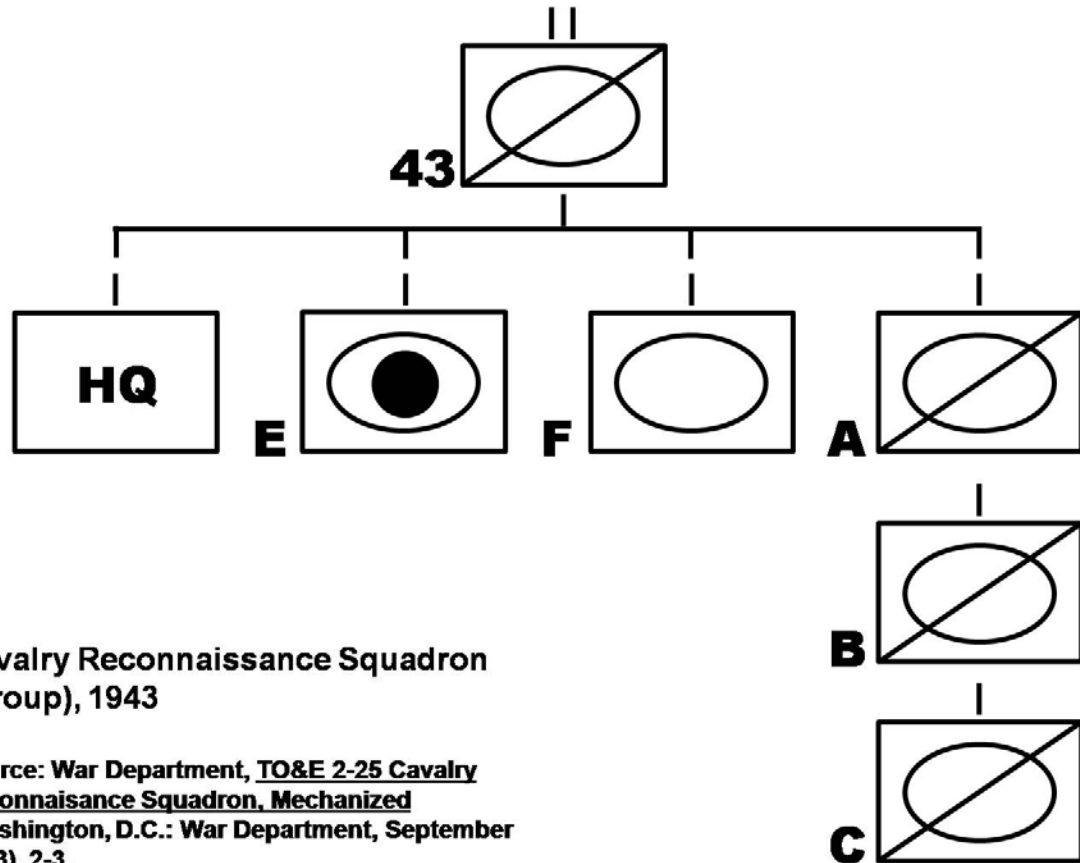 43
HQ
E
F
A
B
C
valry Reconnaissance Squadron
roup), 1943
rce: War Department, TO&E 2-25 Cavalry
connaisance Squadron, Mechanized
shington, D.C.: War Department, September
3), 2-3.